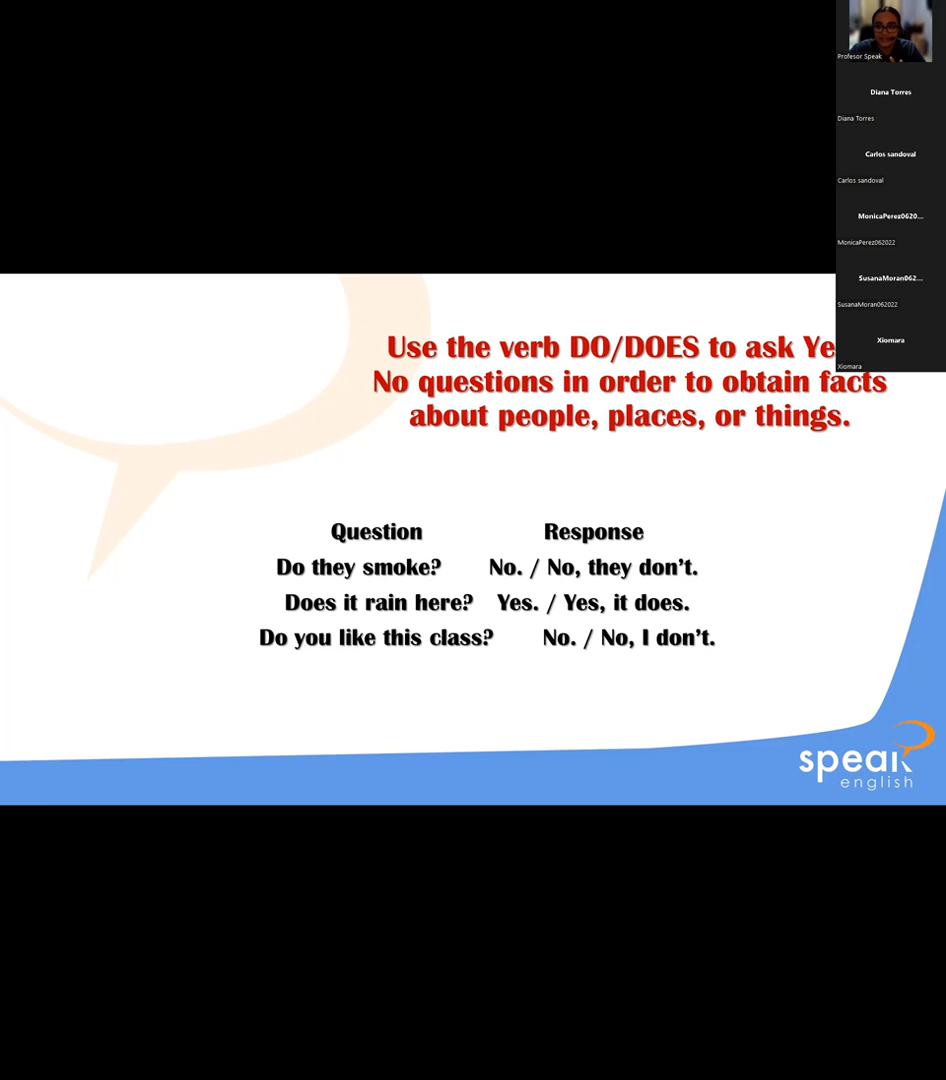 Profesor Speak
Diana Torres
Diana Torres
Carlos sandoval
Carlos sandoval
MonicaPerez0620...
MonicaPerez062022
SusanaMoran062...
SusanaMoran062022
Xiomara
Xiomara
Use the verb DO/DOES to ask Ye
No questions in order to obtain facts
about people, places, or things.
Question Response
Do they smoke? No. / No, they don't.
Does it rain here? Yes. / Yes, it does.
Do you like this class? No. / No, I don't.
speak
english